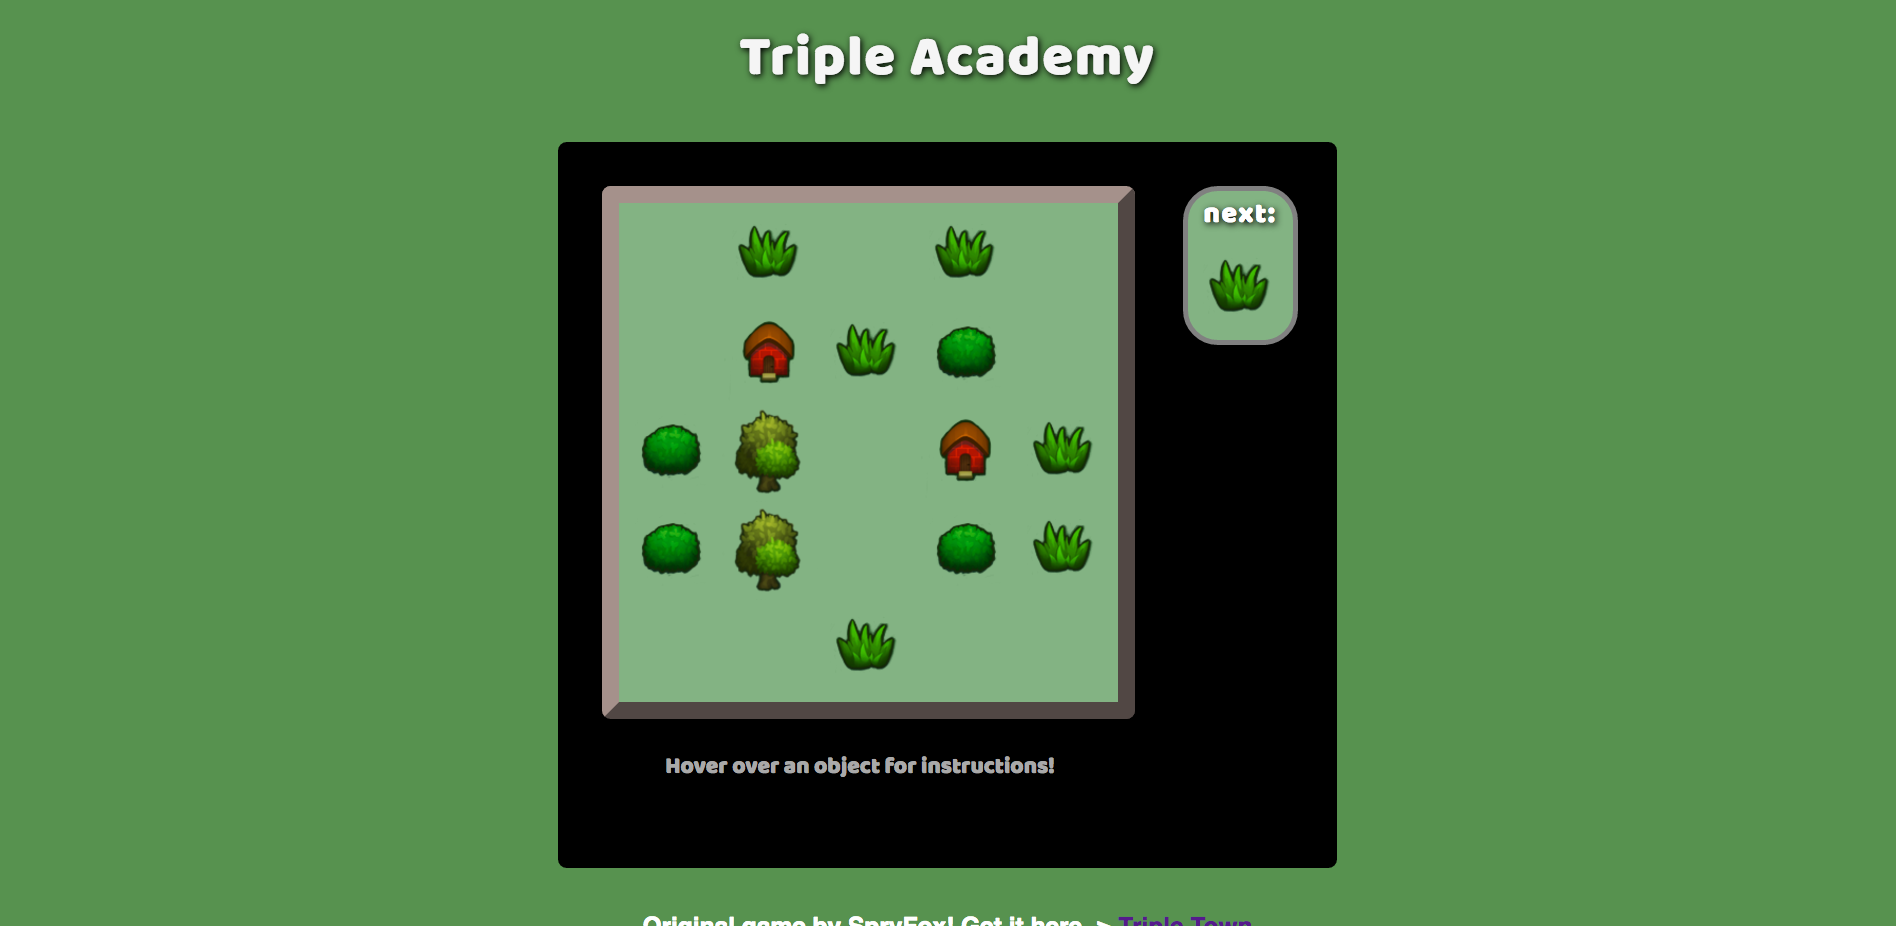 Triple Academy
next:
Hover over an object for instructions!
Original game by SpryFox! Get it here -> Triple Town